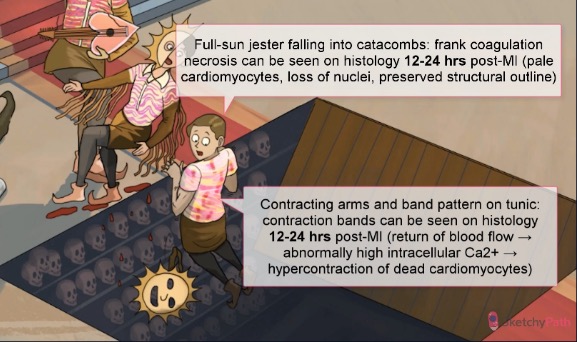 Full-sun jester falling into catacombs: frank coagulation
necrosis can be seen on histology 12-24 hrs post-MI (pale
cardiomyocytes, loss of nuclei, preserved structural outline)
Contracting arms and band pattern on tunic:
contraction bands can be seen on histology
12-24 hrs post-MI (return of blood flow →
abnormally high intracellular Ca2+ →
hypercontraction of dead cardiomyocytes)
SketchyPath